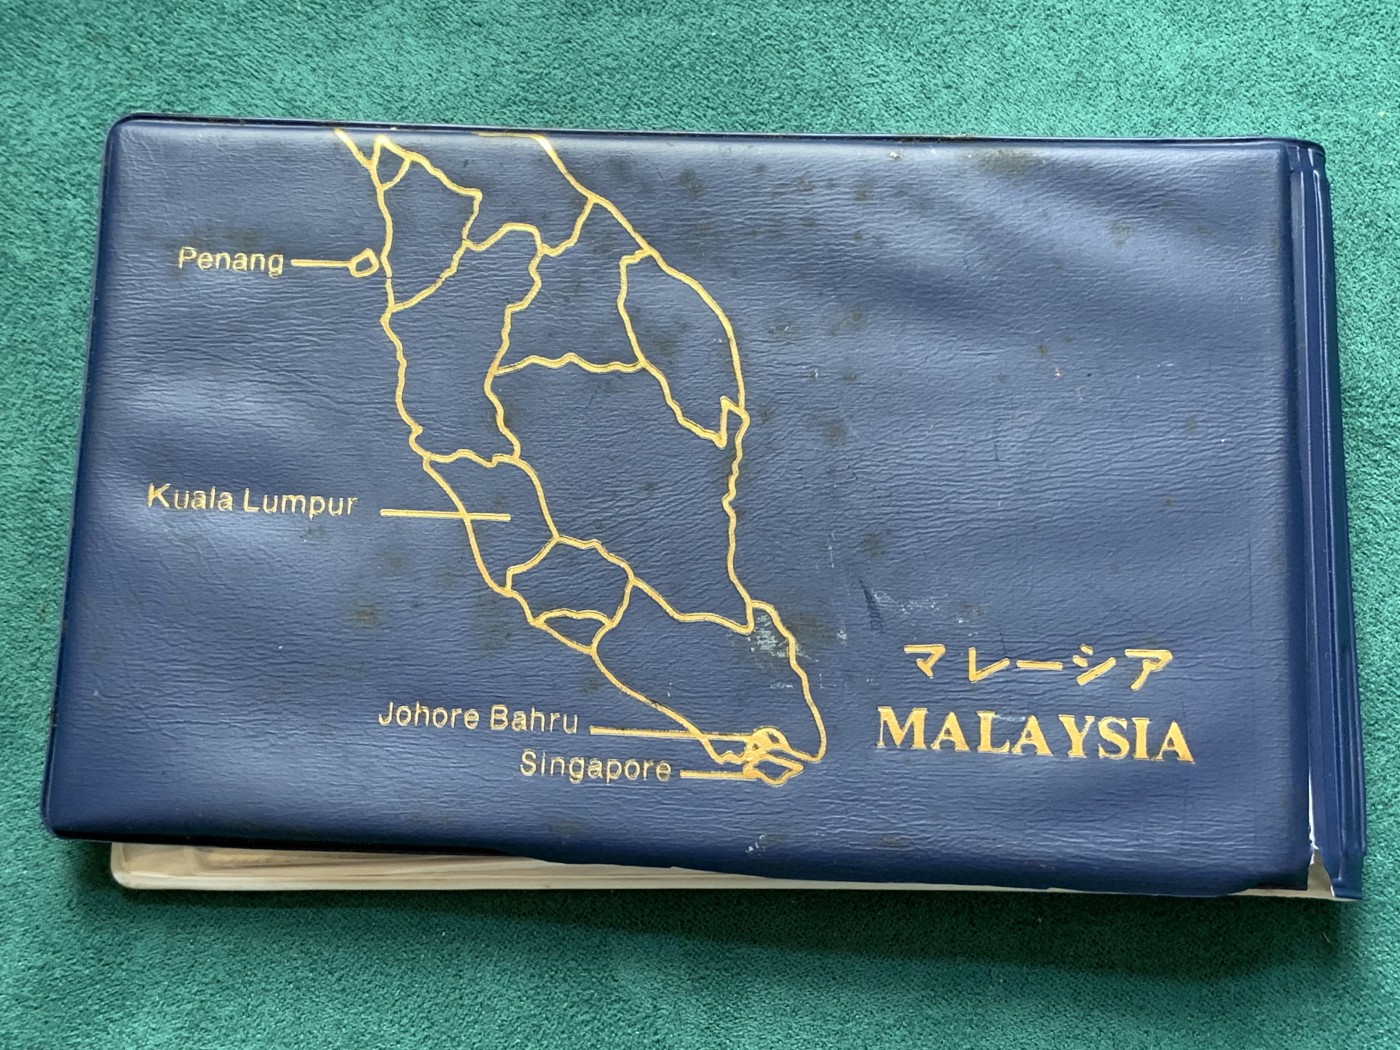 Penang
Kuala Lumpur
Johore Bahru
Singapore
マレーシア
MALAYSIA